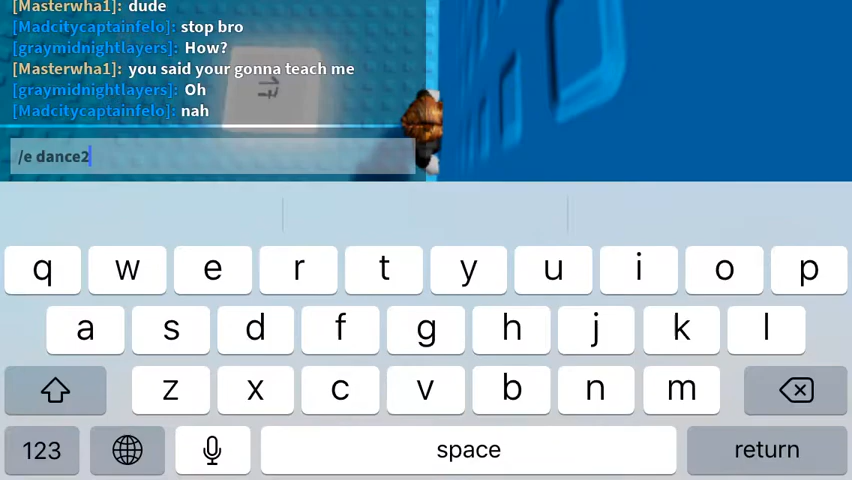 [Masterwha1]: dude
[Madcitycaptainfelo]: stop bro
[graymidnightlayers]: How?
[Masterwha1]: you said your gonna teach me
[graymidnightlayers]: Oh
[Madcitycaptainfelo]: nah
/e dance2
q w e r t y u i o p
a s d f g h j k l
z x c v b n m
123 space return